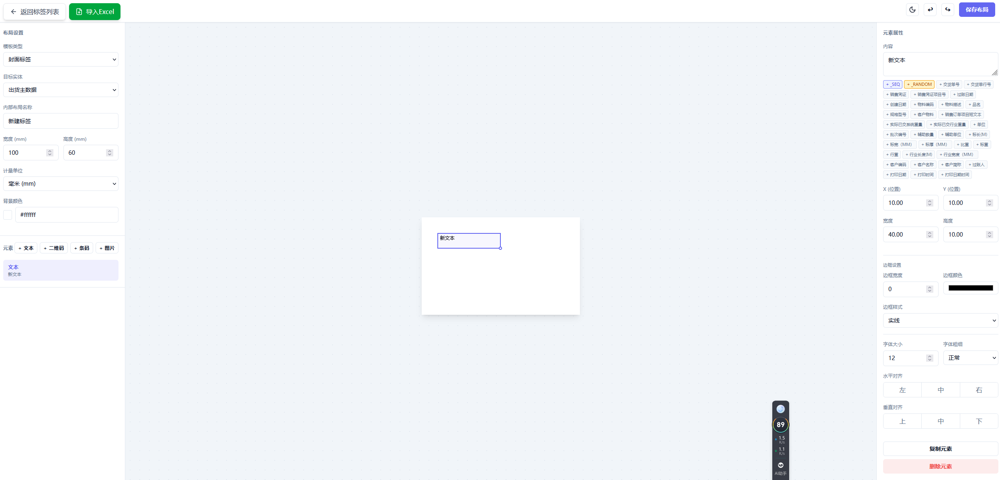 返回标签列表
导入Excel
保存布局
布局设置
模板类型
封面标签
目标实体
出货主数据
内部布局名称
新建标签
宽度 (mm) 高度 (mm)
100 60
计量单位
毫米 (mm)
背景颜色
#ffffff
元素 + 文本 + 二维码 + 条码 + 图片
文本
新文本
新文本
元素属性
内容
新文本
+ _SEQ + _RANDOM + 交货单号 + 交货单行号
+ 销售凭证 + 销售凭证项目号 + 过账日期
+ 创建日期 + 物料编码 + 物料描述 + 品名
+ 规格型号 + 客户物料 + 销售订单项目短文本
+ 实际已交系统重量 + 实际已交行业重量 + 单位
+ 批次编号 + 辅助数量 + 辅助单位 + 标长(M)
+ 标宽（MM） + 标厚（MM） + 比重 + 标重
+ 行重 + 行业长度(M) + 行业宽度（MM）
+ 客户编码 + 客户名称 + 客户简称 + 过账人
+ 打印日期 + 打印时间 + 打印日期时间
X (位置) Y (位置)
10.00 10.00
宽度 高度
40.00 10.00
边框设置
边框宽度 边框颜色
0
边框样式
实线
字体大小 字体粗细
12 正常
水平对齐
左 中 右
垂直对齐
上 中 下
复制元素
删除元素
89
1.5
K/s
1.1
K/s
AI助手